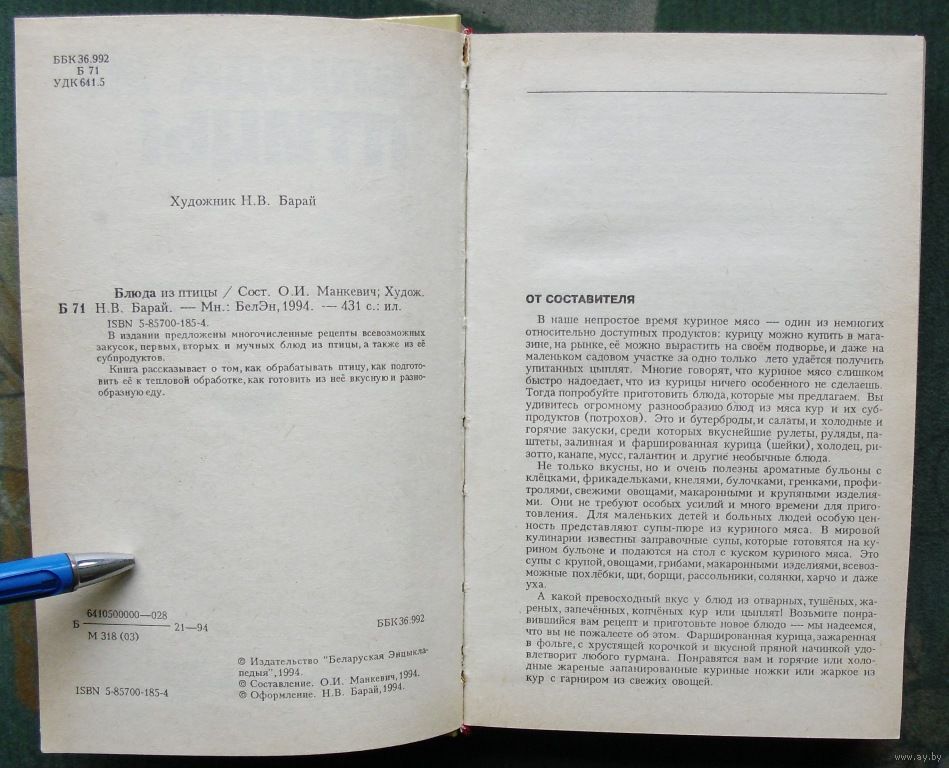 ББК 36.992
Б 71
УДК 641.5
Художник Н.В. Барай
Блюда из птицы / Сост. О.И. Манкевич; Худож.
Б 71 Н.В. Барай. — Мн.: БелЭн, 1994. — 431 с.: ил.
ISBN 5-85700-185-4.
В издании предложены многочисленные рецепты всевозможных
закусок, первых, вторых и мучных блюд из птицы, а также из её
субпродуктов.
Книга рассказывает о том, как обрабатывать птицу, как подгото-
вить её к тепловой обработке, как готовить из неё вкусную и разно-
образную еду.
6410500000—028
Б 21—94
М 318 (03)
ББК 36.992
© Издательство "Беларуская Энцыкла-
педыя", 1994.
© Составление. О.И. Манкевич, 1994.
© Оформление. Н.В. Барай, 1994.
ISBN 5-85700-185-4
ОТ СОСТАВИТЕЛЯ
В наше непростое время куриное мясо — один из немногих
относительно доступных продуктов: курицу можно купить в мага-
зине, на рынке, её можно вырастить на своём подворье, и даже на
маленьком садовом участке за одно только лето удаётся получить
упитанных цыплят. Многие говорят, что куриное мясо слишком
быстро надоедает, что из курицы ничего особенного не сделаешь.
Тогда попробуйте приготовить блюда, которые мы предлагаем. Вы
удивитесь огромному разнообразию блюд из мяса кур и их суб-
продуктов (потрохов). Это и бутерброды, и салаты, и холодные и
горячие закуски, среди которых вкуснейшие рулеты, руляды, па-
штеты, заливная и фаршированная курица (шейки), холодец, ри-
зотто, канапе, мусс, галантин и другие необычные блюда.
Не только вкусны, но и очень полезны ароматные бульоны с
клёцками, фрикадельками, кнелями, булочками, гренками, профи-
тролями, свежими овощами, макаронными и крупяными изделия-
ми. Они не требуют особых усилий и много времени для приго-
товления. Для маленьких детей и больных людей особую цен-
ность представляют супы-пюре из куриного мяса. В мировой
кулинарии известны заправочные супы, которые готовятся на ку-
рином бульоне и подаются на стол с куском куриного мяса. Это
супы с крупой, овощами, грибами, макаронными изделиями, всевоз-
можные похлёбки, щи, борщи, рассольники, солянки, харчо и даже
уха.
А какой превосходный вкус у блюд из отварных, тушёных, жа-
реных, запечённых, копчёных кур или цыплят! Возьмите понра-
вившийся вам рецепт и приготовьте новое блюдо — мы надеемся,
что вы не пожалеете об этом. Фаршированная курица, зажаренная
в фольге, с хрустящей корочкой и вкусной пряной начинкой удо-
влетворит любого гурмана. Понравятся вам и горячие или холо-
дные жареные запанированные куриные ножки или жаркое из
кур с гарниром из свежих овощей.
www.ay.by